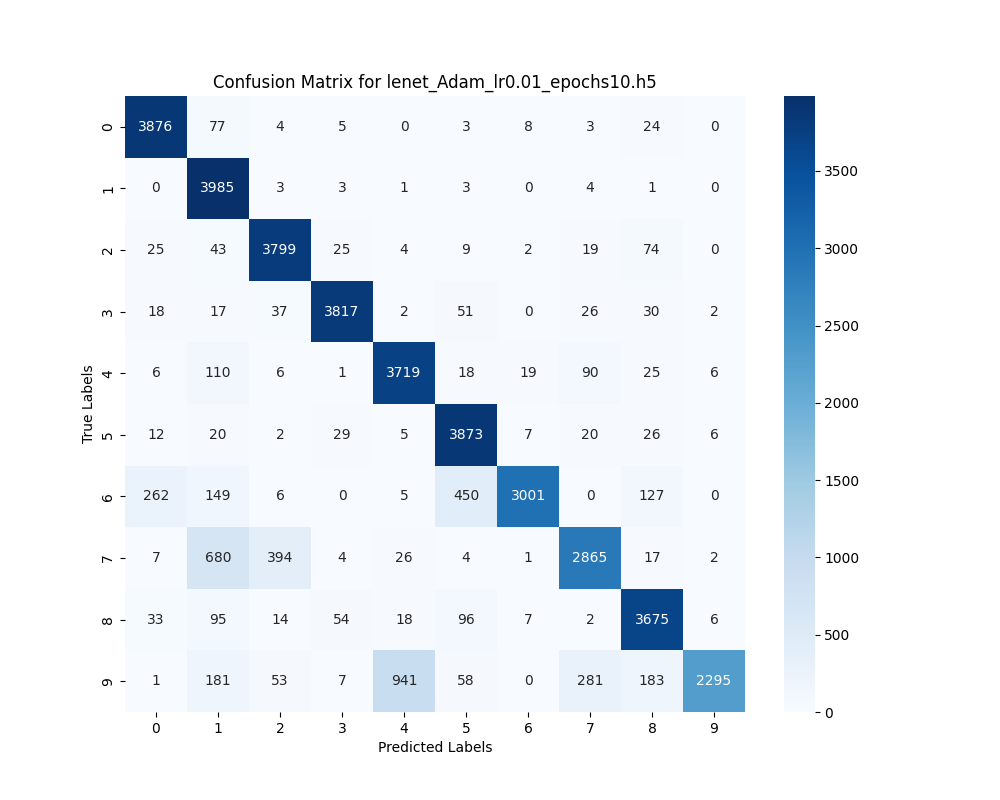 Confusion Matrix for lenet_Adam_lr0.01_epochs10.h5
0 3876 77 4 5 0 3 8 3 24 0
1 0 3985 3 3 1 3 0 4 1 0
2 25 43 3799 25 4 9 2 19 74 0
3 18 17 37 3817 2 51 0 26 30 2
4 6 110 6 1 3719 18 19 90 25 6
5 12 20 2 29 5 3873 7 20 26 6
6 262 149 6 0 5 450 3001 0 127 0
7 7 680 394 4 26 4 1 2865 17 2
8 33 95 14 54 18 96 7 2 3675 6
9 1 181 53 7 941 58 0 281 183 2295
0 1 2 3 4 5 6 7 8 9
Predicted Labels
True Labels
3500
3000
2500
2000
1500
1000
500
0